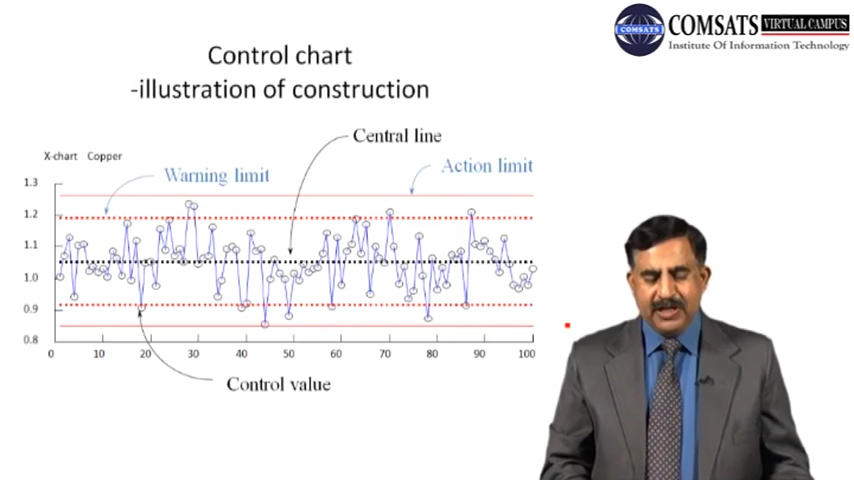 COMSATS
COMSATS VIRTUAL CAMPUS
Institute Of Information Technology
Control chart
-illustration of construction
Central line
X-chart Copper
Warning limit
Action limit
1.3
1.2
1.1
1.0
0.9
0.8
0 10 20 30 40 50 60 70 80 90 100
Control value